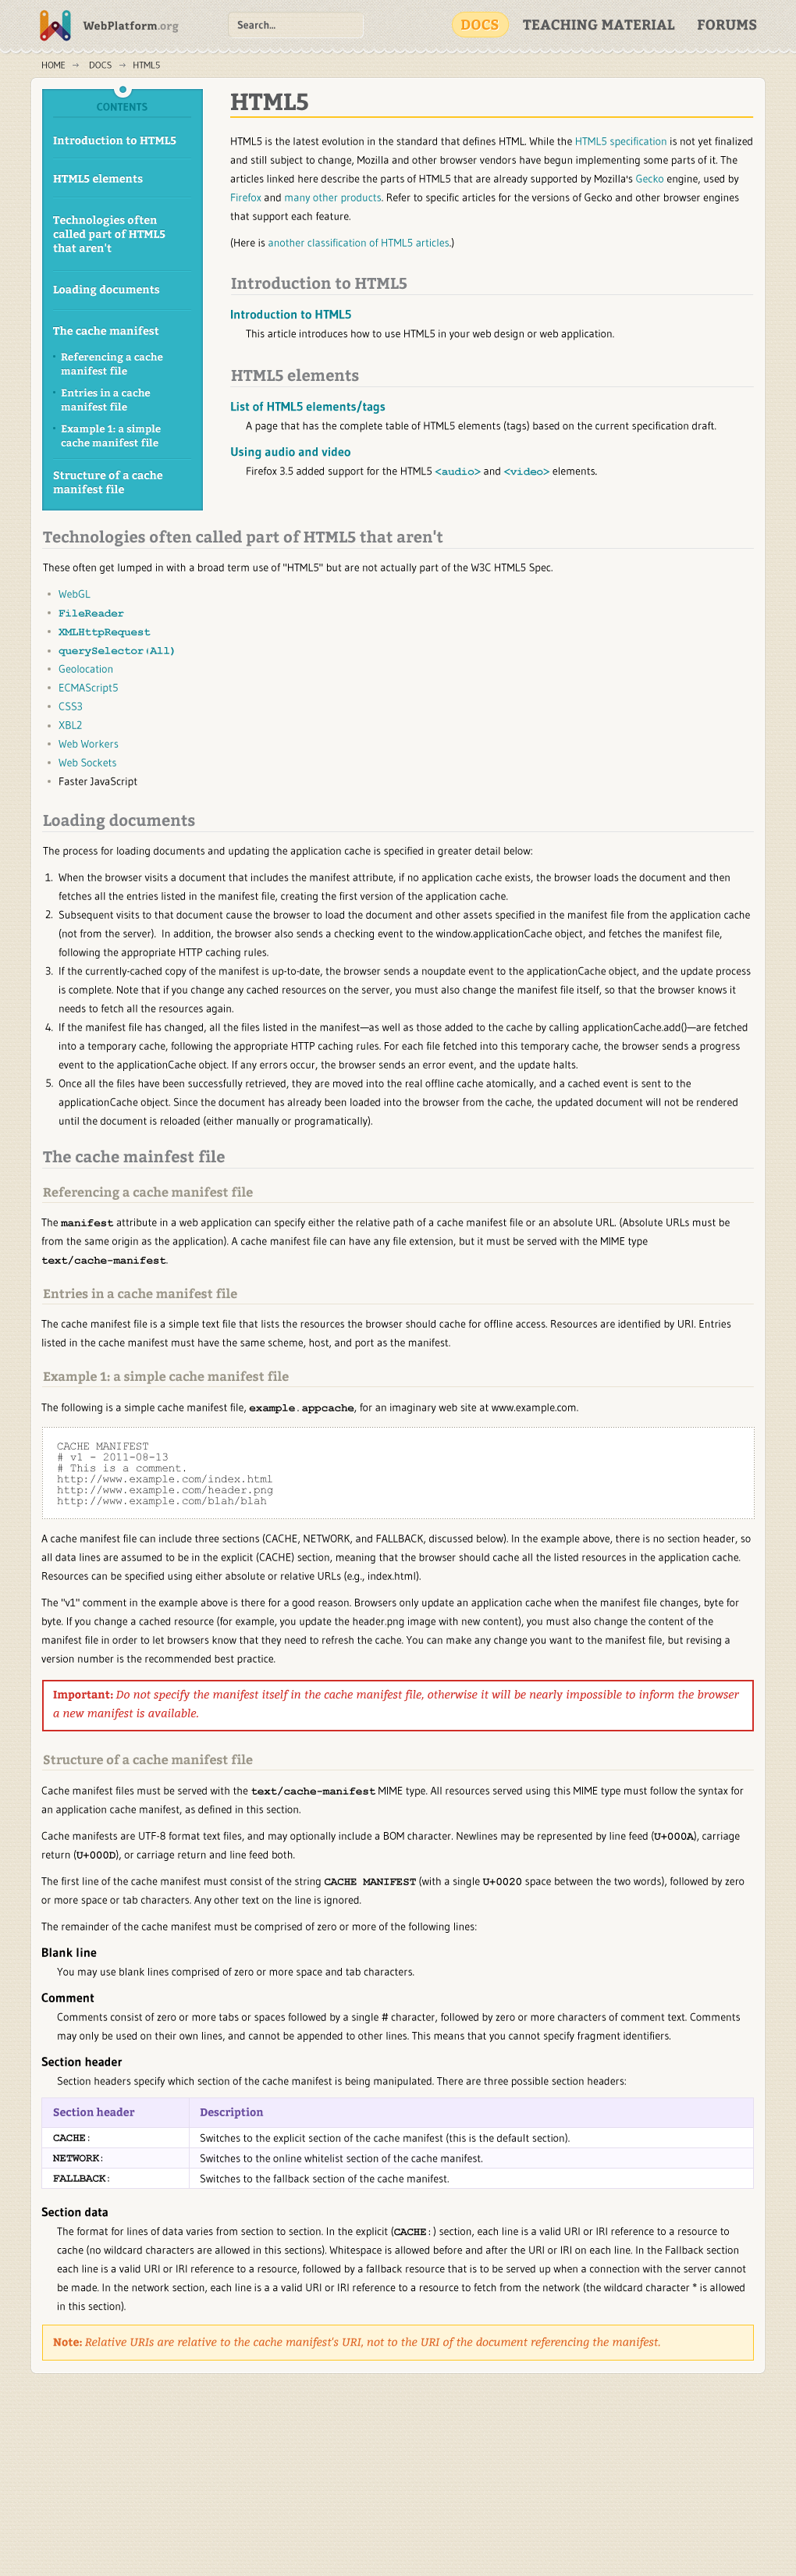 WebPlatform.org
Search...
DOCS
TEACHING MATERIAL
FORUMS
HOME → DOCS → HTML5
CONTENTS
Introduction to HTML5
HTML5 elements
Technologies often
called part of HTML5
that aren't
Loading documents
The cache manifest
• Referencing a cache
manifest file
• Entries in a cache
manifest file
• Example 1: a simple
cache manifest file
Structure of a cache
manifest file
HTML5
HTML5 is the latest evolution in the standard that defines HTML. While the HTML5 specification is not yet finalized
and still subject to change, Mozilla and other browser vendors have begun implementing some parts of it. The
articles linked here describe the parts of HTML5 that are already supported by Mozilla's Gecko engine, used by
Firefox and many other products. Refer to specific articles for the versions of Gecko and other browser engines
that support each feature.
(Here is another classification of HTML5 articles.)
Introduction to HTML5
Introduction to HTML5
This article introduces how to use HTML5 in your web design or web application.
HTML5 elements
List of HTML5 elements/tags
A page that has the complete table of HTML5 elements (tags) based on the current specification draft.
Using audio and video
Firefox 3.5 added support for the HTML5 <audio> and <video> elements.
Technologies often called part of HTML5 that aren't
These often get lumped in with a broad term use of "HTML5" but are not actually part of the W3C HTML5 Spec.
• WebGL
• FileReader
• XMLHttpRequest
• querySelector(All)
• Geolocation
• ECMAScript5
• CSS3
• XBL2
• Web Workers
• Web Sockets
• Faster JavaScript
Loading documents
The process for loading documents and updating the application cache is specified in greater detail below:
1. When the browser visits a document that includes the manifest attribute, if no application cache exists, the browser loads the document and then
fetches all the entries listed in the manifest file, creating the first version of the application cache.
2. Subsequent visits to that document cause the browser to load the document and other assets specified in the manifest file from the application cache
(not from the server). In addition, the browser also sends a checking event to the window.applicationCache object, and fetches the manifest file,
following the appropriate HTTP caching rules.
3. If the currently-cached copy of the manifest is up-to-date, the browser sends a noupdate event to the applicationCache object, and the update process
is complete. Note that if you change any cached resources on the server, you must also change the manifest file itself, so that the browser knows it
needs to fetch all the resources again.
4. If the manifest file has changed, all the files listed in the manifest—as well as those added to the cache by calling applicationCache.add()—are fetched
into a temporary cache, following the appropriate HTTP caching rules. For each file fetched into this temporary cache, the browser sends a progress
event to the applicationCache object. If any errors occur, the browser sends an error event, and the update halts.
5. Once all the files have been successfully retrieved, they are moved into the real offline cache atomically, and a cached event is sent to the
applicationCache object. Since the document has already been loaded into the browser from the cache, the updated document will not be rendered
until the document is reloaded (either manually or programatically).
The cache mainfest file
Referencing a cache manifest file
The manifest attribute in a web application can specify either the relative path of a cache manifest file or an absolute URL. (Absolute URLs must be
from the same origin as the application). A cache manifest file can have any file extension, but it must be served with the MIME type
text/cache-manifest.
Entries in a cache manifest file
The cache manifest file is a simple text file that lists the resources the browser should cache for offline access. Resources are identified by URI. Entries
listed in the cache manifest must have the same scheme, host, and port as the manifest.
Example 1: a simple cache manifest file
The following is a simple cache manifest file, example.appcache, for an imaginary web site at www.example.com.
CACHE MANIFEST
# v1 - 2011-08-13
# This is a comment.
http://www.example.com/index.html
http://www.example.com/header.png
http://www.example.com/blah/blah
A cache manifest file can include three sections (CACHE, NETWORK, and FALLBACK, discussed below). In the example above, there is no section header, so
all data lines are assumed to be in the explicit (CACHE) section, meaning that the browser should cache all the listed resources in the application cache.
Resources can be specified using either absolute or relative URLs (e.g., index.html).
The "v1" comment in the example above is there for a good reason. Browsers only update an application cache when the manifest file changes, byte for
byte. If you change a cached resource (for example, you update the header.png image with new content), you must also change the content of the
manifest file in order to let browsers know that they need to refresh the cache. You can make any change you want to the manifest file, but revising a
version number is the recommended best practice.
Important: Do not specify the manifest itself in the cache manifest file, otherwise it will be nearly impossible to inform the browser
a new manifest is available.
Structure of a cache manifest file
Cache manifest files must be served with the text/cache-manifest MIME type. All resources served using this MIME type must follow the syntax for
an application cache manifest, as defined in this section.
Cache manifests are UTF-8 format text files, and may optionally include a BOM character. Newlines may be represented by line feed (U+000A), carriage
return (U+000D), or carriage return and line feed both.
The first line of the cache manifest must consist of the string CACHE MANIFEST (with a single U+0020 space between the two words), followed by zero
or more space or tab characters. Any other text on the line is ignored.
The remainder of the cache manifest must be comprised of zero or more of the following lines:
Blank line
You may use blank lines comprised of zero or more space and tab characters.
Comment
Comments consist of zero or more tabs or spaces followed by a single # character, followed by zero or more characters of comment text. Comments
may only be used on their own lines, and cannot be appended to other lines. This means that you cannot specify fragment identifiers.
Section header
Section headers specify which section of the cache manifest is being manipulated. There are three possible section headers:
Section header Description
CACHE: Switches to the explicit section of the cache manifest (this is the default section).
NETWORK: Switches to the online whitelist section of the cache manifest.
FALLBACK: Switches to the fallback section of the cache manifest.
Section data
The format for lines of data varies from section to section. In the explicit (CACHE:) section, each line is a valid URI or IRI reference to a resource to
cache (no wildcard characters are allowed in this sections). Whitespace is allowed before and after the URI or IRI on each line. In the Fallback section
each line is a valid URI or IRI reference to a resource, followed by a fallback resource that is to be served up when a connection with the server cannot
be made. In the network section, each line is a a valid URI or IRI reference to a resource to fetch from the network (the wildcard character * is allowed
in this section).
Note: Relative URIs are relative to the cache manifest's URI, not to the URI of the document referencing the manifest.